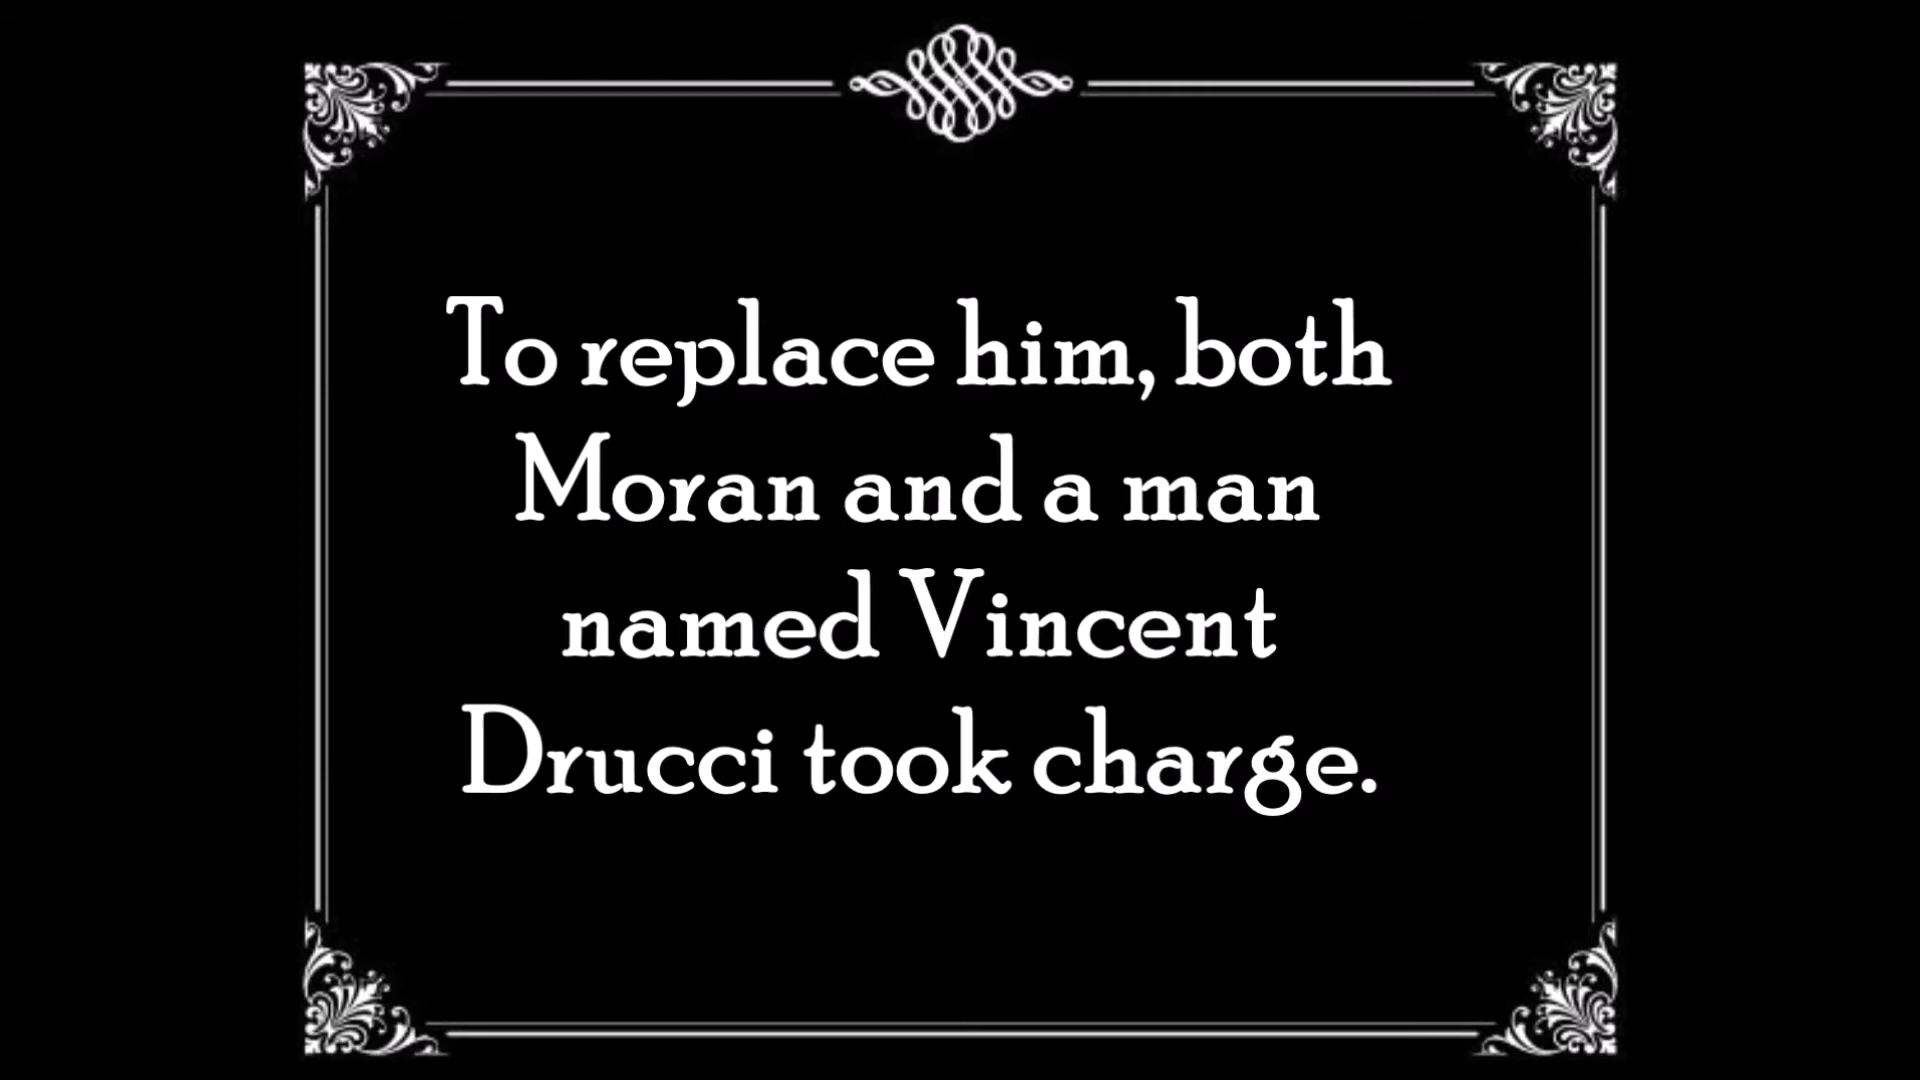 To replace him, both
Moran and a man
named Vincent
Drucci took charge.